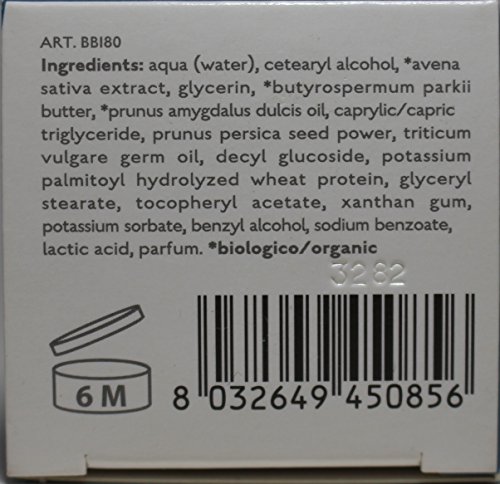 ART. BB180
Ingredients: aqua (water), cetearyl alcohol, *avena
sativa extract, glycerin, *butyrospermum parkii
butter, *prunus amygdalus dulcis oil, caprylic/capric
triglyceride, prunus persica seed power, triticum
vulgare germ oil, decyl glucoside, potassium
palmitoyl hydrolyzed wheat protein, glyceryl
stearate, tocopheryl acetate, xanthan gum,
potassium sorbate, benzyl alcohol, sodium benzoate,
lactic acid, parfum. *biologico/organic
3282
6 M
8 032649 450856